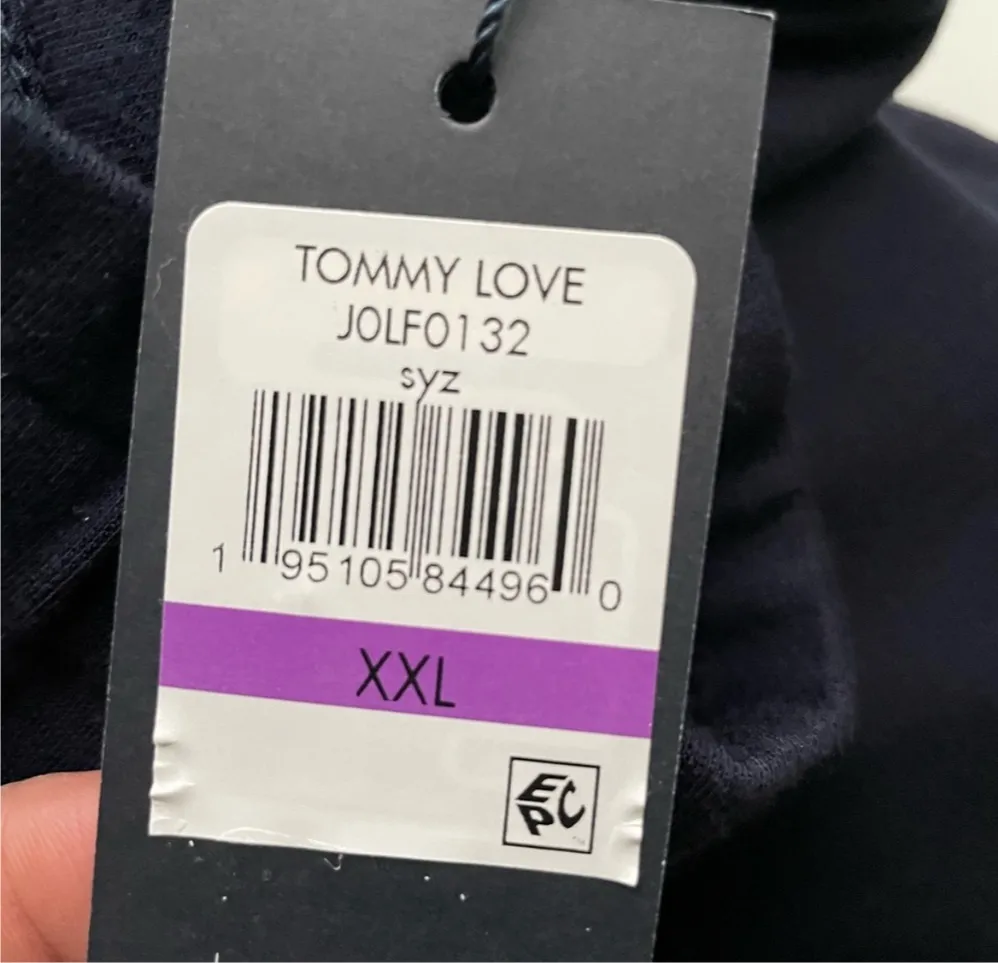 TOMMY LOVE
J0LF0132
syz
1 95105 84496 0
XXL
EPC